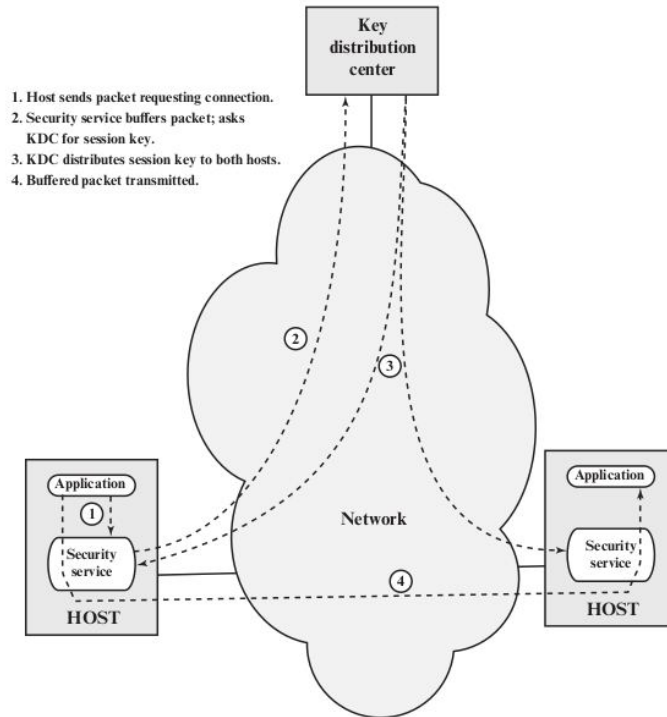 Key
distribution
center
1. Host sends packet requesting connection.
2. Security service buffers packet; asks
KDC for session key.
3. KDC distributes session key to both hosts.
4. Buffered packet transmitted.
2
3
Application
1
Security
service
HOST
Network
4
Application
Security
service
HOST